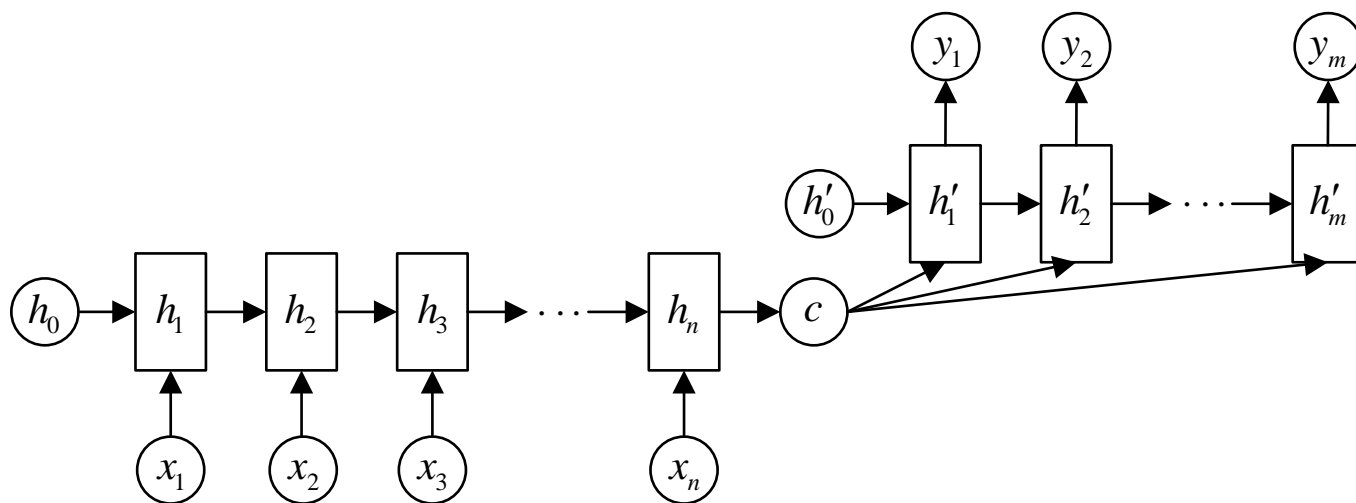 y₁ y₂ yₘ
h′₀ h′₁ h′₂ ··· h′ₘ
h₀ h₁ h₂ h₃ ··· hₙ c
x₁ x₂ x₃ xₙ